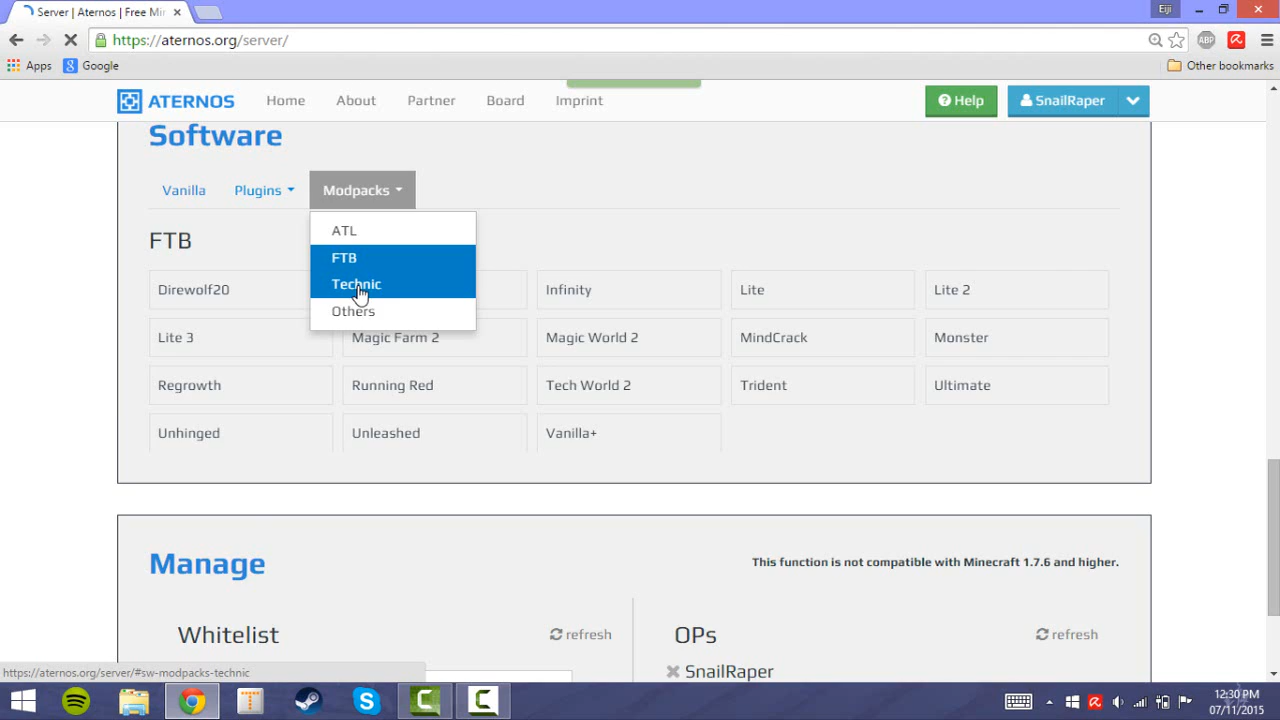 Server | Aternos | Free Mi
Eiji
https://aternos.org/server/
ABP
Apps Google Other bookmarks
ATERNOS Home About Partner Board Imprint Help SnailRaper
Software
Vanilla Plugins Modpacks
ATL
FTB
Technic
Others
FTB
Direwolf20 Infinity Lite Lite 2
Lite 3 Magic Farm 2 Magic World 2 MindCrack Monster
Regrowth Running Red Tech World 2 Trident Ultimate
Unhinged Unleashed Vanilla+
Manage This function is not compatible with Minecraft 1.7.6 and higher.
Whitelist refresh OPs refresh
SnailRaper
https://aternos.org/server/#sw-modpacks-technic
12:30 PM
07/11/2015